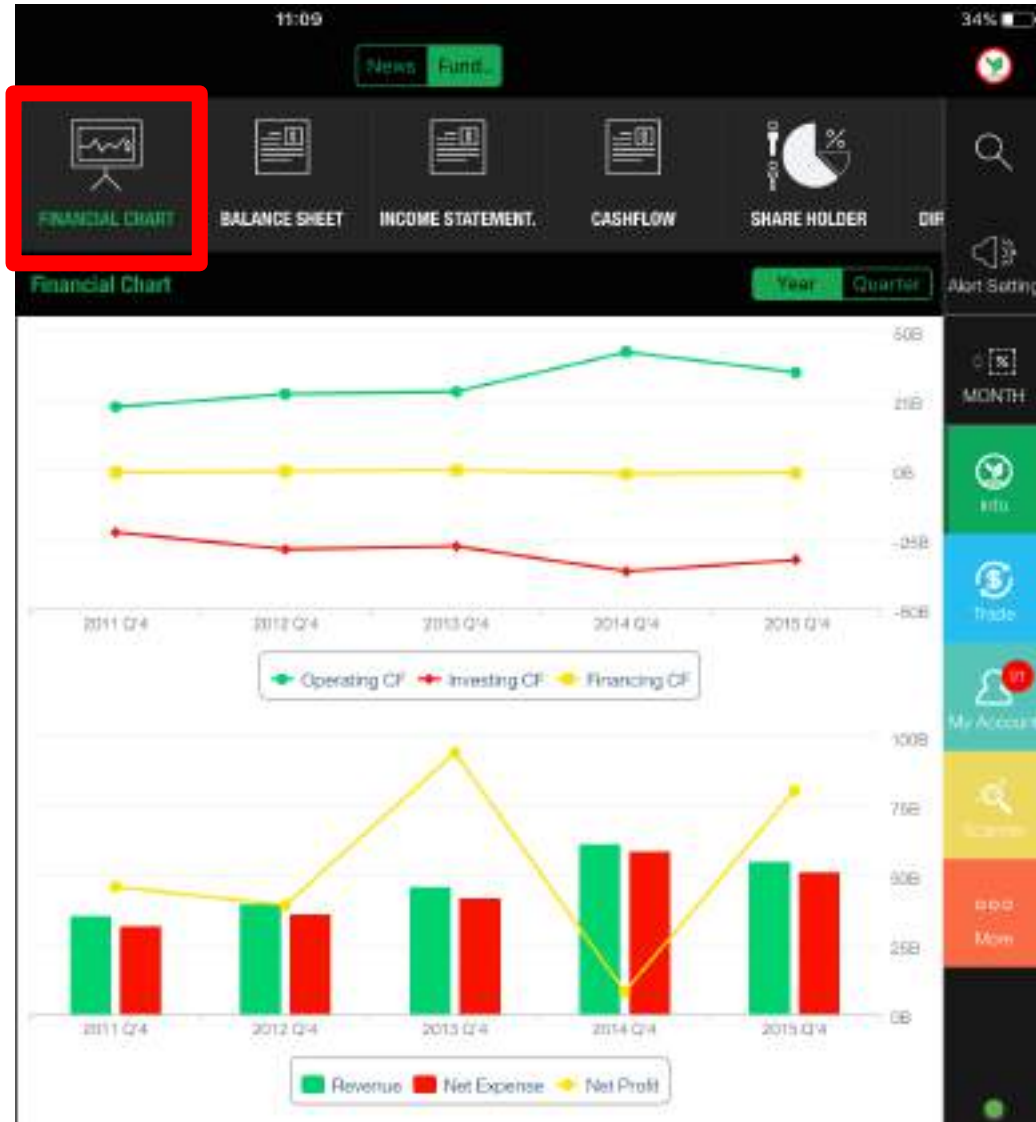 11:09
34%
News Fund...
FINANCIAL CHART
BALANCE SHEET
INCOME STATEMENT.
CASHFLOW
SHARE HOLDER
DIR
Alert Setting
Financial Chart
Year Quarter
MONTH
Info
Trade
My Account
More
50B
25B
0B
-25B
-50B
2011 Q'4 2012 Q'4 2013 Q'4 2014 Q'4 2015 Q'4
Operating CF Investing CF Financing CF
100B
75B
50B
25B
0B
2011 Q'4 2012 Q'4 2013 Q'4 2014 Q'4 2015 Q'4
Revenue Net Expense Net Profit